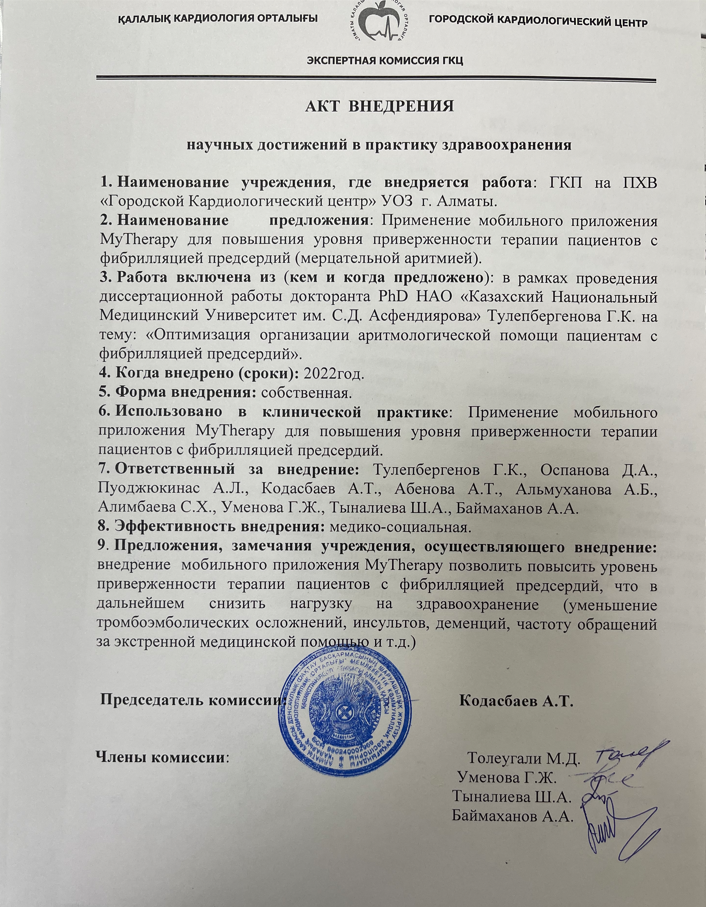 ҚАЛАЛЫҚ КАРДИОЛОГИЯ ОРТАЛЫҒЫ
ГОРОДСКОЙ КАРДИОЛОГИЧЕСКИЙ ЦЕНТР
ЭКСПЕРТНАЯ КОМИССИЯ ГКЦ
АКТ ВНЕДРЕНИЯ
научных достижений в практику здравоохранения
1. Наименование учреждения, где внедряется работа: ГКП на ПХВ
«Городской Кардиологический центр» УОЗ г. Алматы.
2. Наименование предложения: Применение мобильного приложения
MyTherapy для повышения уровня приверженности терапии пациентов с
фибрилляцией предсердий (мерцательной аритмией).
3. Работа включена из (кем и когда предложено): в рамках проведения
диссертационной работы докторанта PhD НАО «Казахский Национальный
Медицинский Университет им. С.Д. Асфендиярова» Тулепбергенова Г.К. на
тему: «Оптимизация организации аритмологической помощи пациентам с
фибрилляцией предсердий».
4. Когда внедрено (сроки): 2022год.
5. Форма внедрения: собственная.
6. Использовано в клинической практике: Применение мобильного
приложения MyTherapy для повышения уровня приверженности терапии
пациентов с фибрилляцией предсердий.
7. Ответственный за внедрение: Тулепбергенов Г.К., Оспанова Д.А.,
Пуоджюкинас А.Л., Кодасбаев А.Т., Абенова А.Т., Альмуханова А.Б.,
Алимбаева С.Х., Уменова Г.Ж., Тыналиева Ш.А., Баймаханов А.А.
8. Эффективность внедрения: медико-социальная.
9. Предложения, замечания учреждения, осуществляющего внедрение:
внедрение мобильного приложения MyTherapy позволить повысить уровень
приверженности терапии пациентов с фибрилляцией предсердий, что в
дальнейшем снизить нагрузку на здравоохранение (уменьшение
тромбоэмболических осложнений, инсультов, деменций, частоту обращений
за экстренной медицинской помощью и т.д.)
Председатель комиссии Кодасбаев А.Т.
Члены комиссии: Толеугали М.Д.
Уменова Г.Ж.
Тыналиева Ш.А.
Баймаханов А.А.